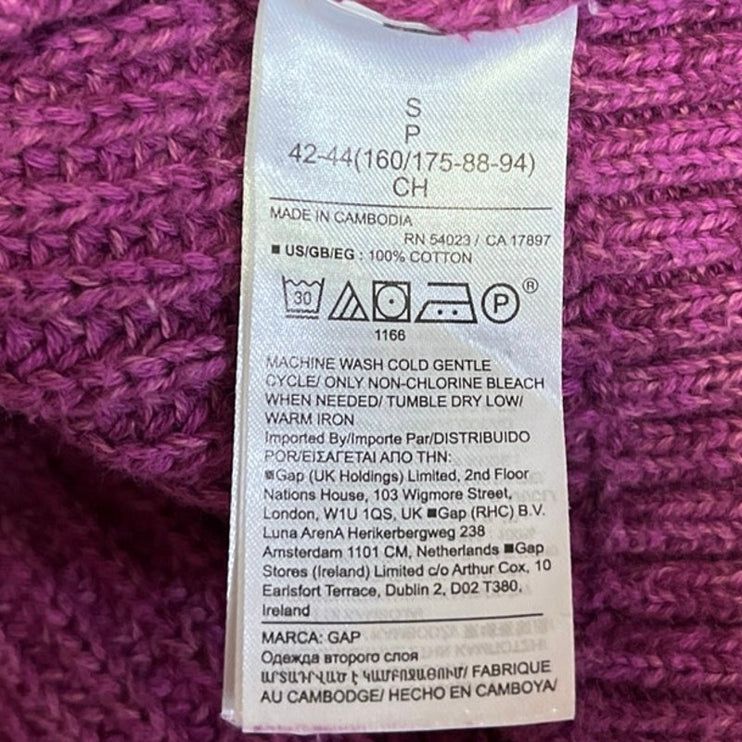 S
P
42-44(160/175-88-94)
CH
MADE IN CAMBODIA
RN 54023 / CA 17897
■ US/GB/EG : 100% COTTON
30 P ®
1166
MACHINE WASH COLD GENTLE
CYCLE/ ONLY NON-CHLORINE BLEACH
WHEN NEEDED/ TUMBLE DRY LOW/
WARM IRON
Imported By/Importe Par/DISTRIBUIDO
POR/ΕΙΣΑΓΕΤΑΙ ΑΠΟ ΤΗΝ:
■Gap (UK Holdings) Limited, 2nd Floor
Nations House, 103 Wigmore Street,
London, W1U 1QS, UK ■Gap (RHC) B.V.
Luna ArenA Herikerbergweg 238
Amsterdam 1101 CM, Netherlands ■Gap
Stores (Ireland) Limited c/o Arthur Cox, 10
Earlsfort Terrace, Dublin 2, D02 T380,
Ireland
MARCA: GAP
Одежда второго слоя
ԱՐՏԱԴՐՎԱԾ Է ԿԱՄԲՈՋԱՅՈՒՄ/ FABRIQUE
AU CAMBODGE/ HECHO EN CAMBOYA/